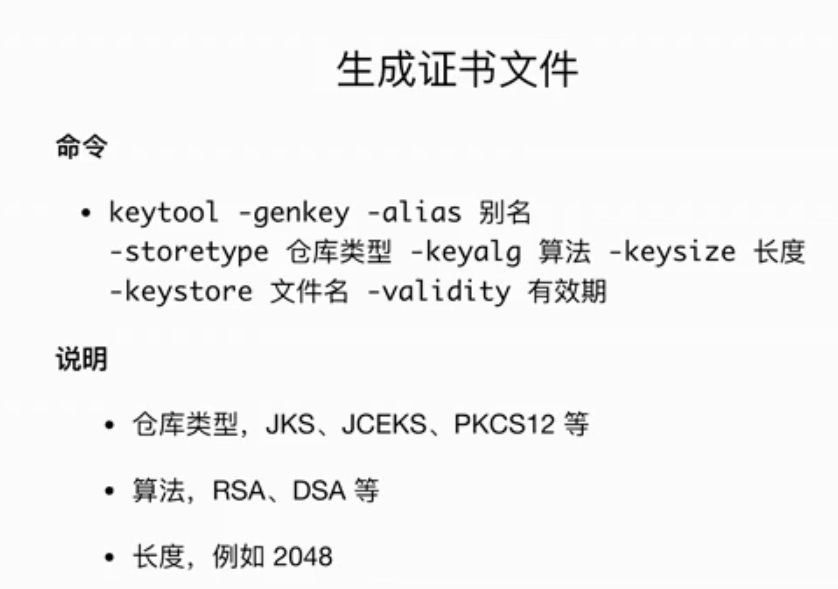 生成证书文件
命令
• keytool -genkey -alias 别名
-storetype 仓库类型 -keyalg 算法 -keysize 长度
-keystore 文件名 -validity 有效期
说明
• 仓库类型，JKS、JCEKS、PKCS12 等
• 算法，RSA、DSA 等
• 长度，例如 2048